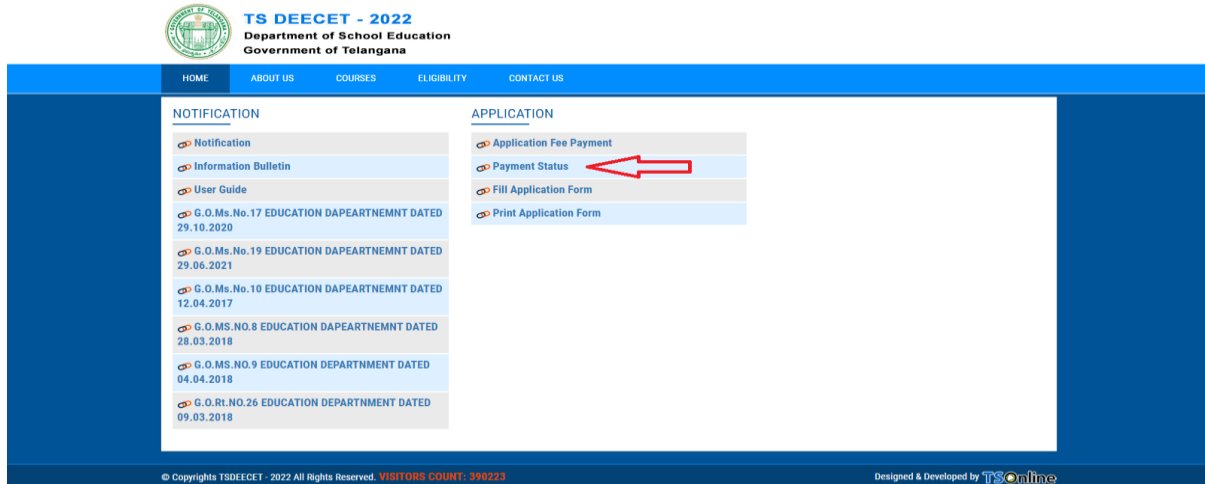 TS DEECET - 2022
Department of School Education
Government of Telangana
HOME ABOUT US COURSES ELIGIBILITY CONTACT US
NOTIFICATION
Notification
Information Bulletin
User Guide
G.O.Ms.No.17 EDUCATION DAPEARTNEMNT DATED
29.10.2020
G.O.Ms.No.19 EDUCATION DAPEARTNEMNT DATED
29.06.2021
G.O.Ms.No.10 EDUCATION DAPEARTNEMNT DATED
12.04.2017
G.O.MS.NO.8 EDUCATION DAPEARTNEMNT DATED
28.03.2018
G.O.MS.NO.9 EDUCATION DEPARTNMENT DATED
04.04.2018
G.O.Rt.NO.26 EDUCATION DEPARTNMENT DATED
09.03.2018
APPLICATION
Application Fee Payment
Payment Status
Fill Application Form
Print Application Form
© Copyrights TSDEECET - 2022 All Rights Reserved. VISITORS COUNT: 390223
Designed & Developed by TSOnline